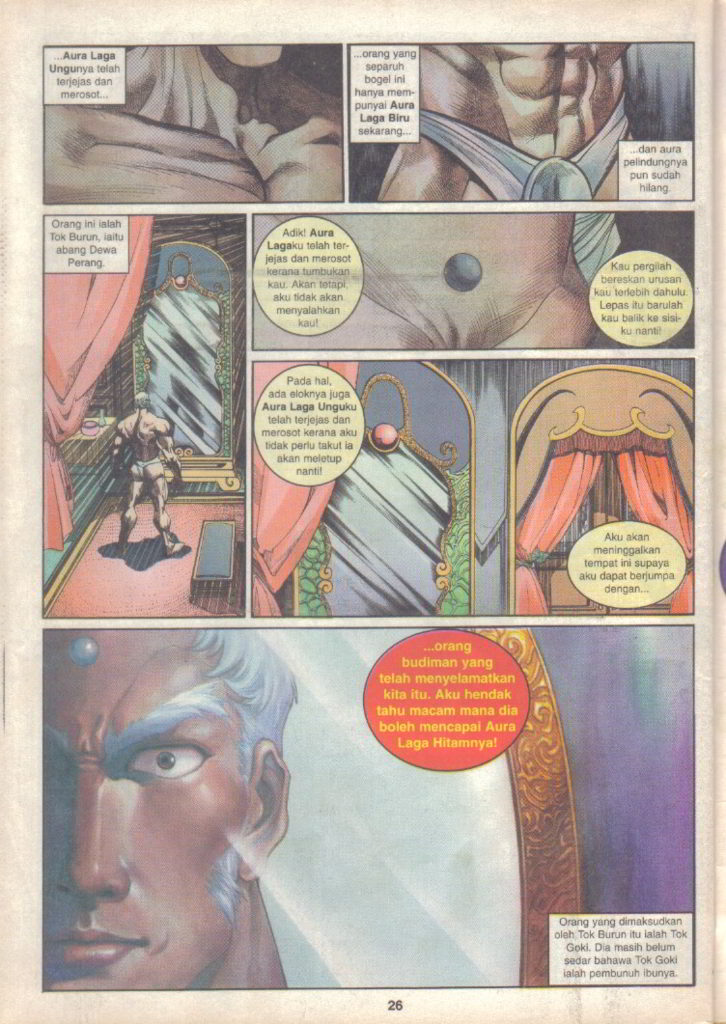 ...Aura Laga
Ungunya telah
terjejas dan
merosot...
...orang yang
separuh
bogel ini
hanya mem-
punyai Aura
Laga Biru
sekarang...
...dan aura
pelindungnya
pun sudah
hilang.
Orang ini ialah
Tok Burun, iaitu
abang Dewa
Perang.
Adik! Aura
Lagaku telah ter-
jejas dan merosot
kerana tumbukan
kau. Akan tetapi,
aku tidak akan
menyalahkan
kau!
Kau pergilah
bereskan urusan
kau terlebih dahulu.
Lepas itu barulah
kau balik ke sisi-
ku nanti!
Pada hal,
ada eloknya juga
Aura Laga Unguku
telah terjejas dan
merosot kerana aku
tidak perlu takut ia
akan meletup
nanti!
Aku akan
meninggalkan
tempat ini supaya
aku dapat berjumpa
dengan...
...orang
budiman yang
telah menyelamatkan
kita itu. Aku hendak
tahu macam mana dia
boleh mencapai Aura
Laga Hitamnya!
Orang yang dimaksudkan
oleh Tok Burun itu ialah Tok
Goki. Dia masih belum
sedar bahawa Tok Goki
ialah pembunuh ibunya.
26